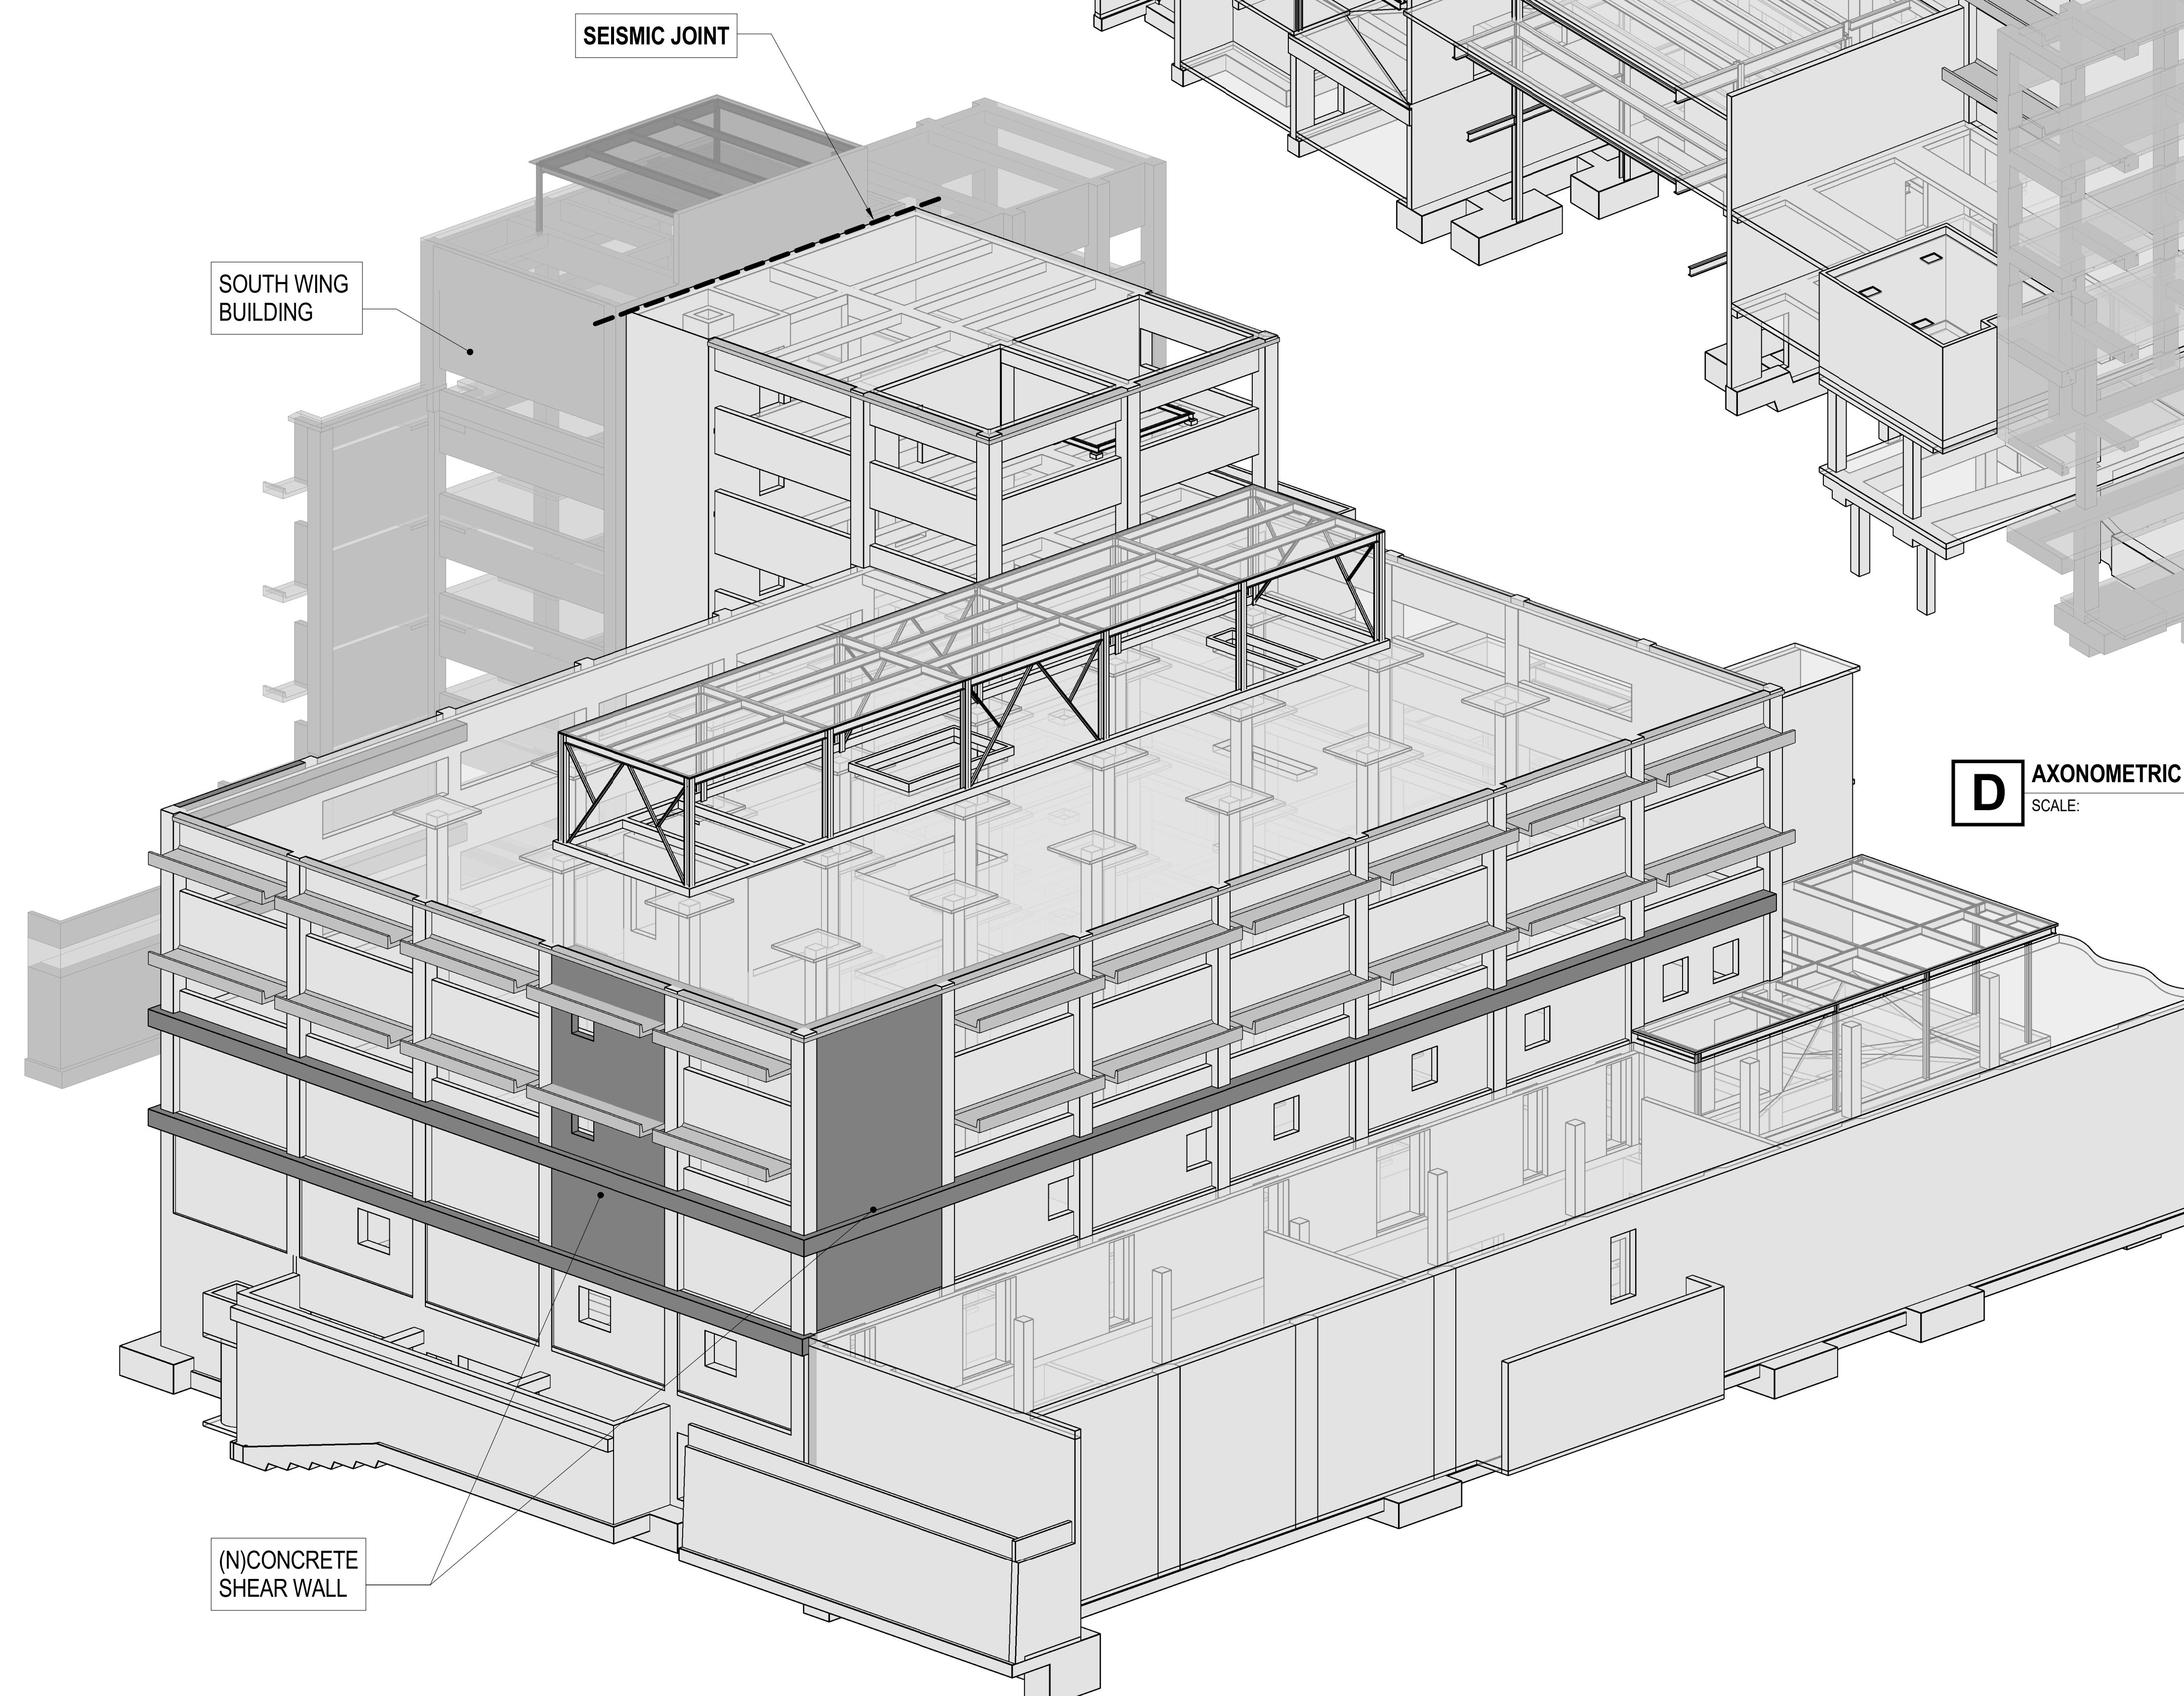 SEISMIC JOINT
SOUTH WING
BUILDING
D
AXONOMETRIC
SCALE:
(N)CONCRETE
SHEAR WALL